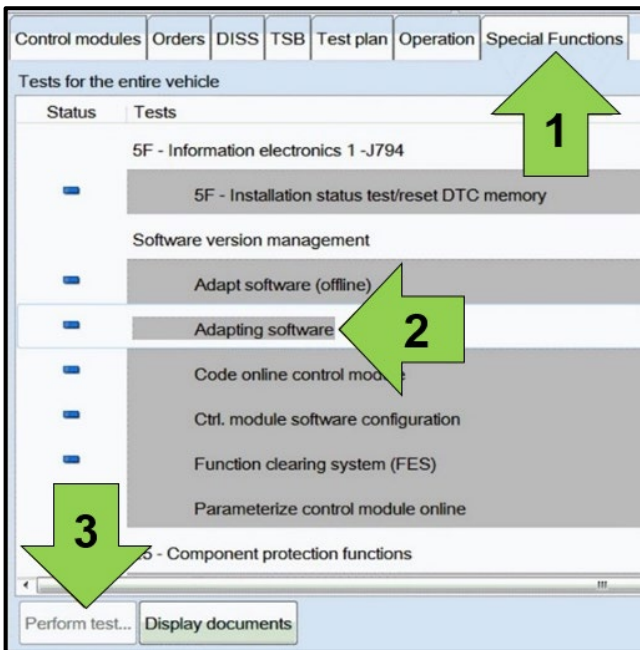 Control modules Orders DISS TSB Test plan Operation Special Functions
Tests for the entire vehicle
Status Tests
1
5F - Information electronics 1 -J794
5F - Installation status test/reset DTC memory
Software version management
Adapt software (offline)
Adapting software 2
Code online control module
Ctrl. module software configuration
Function clearing system (FES)
Parameterize control module online
3
5 - Component protection functions
Perform test... Display documents